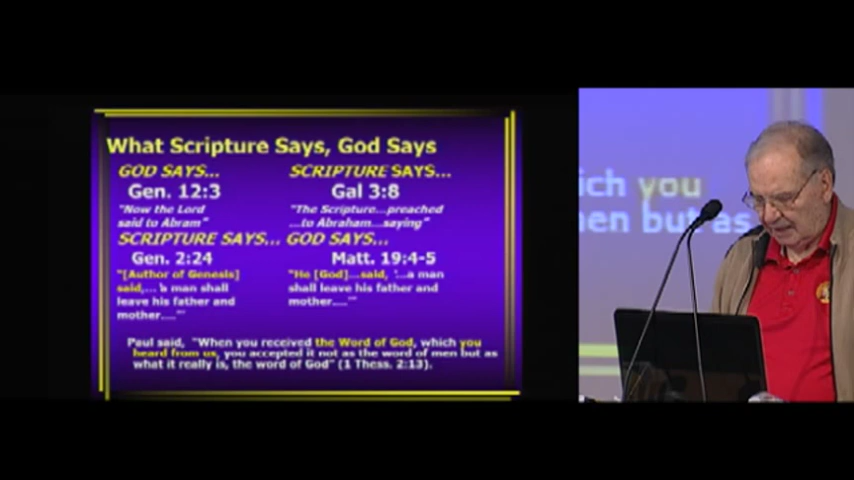 What Scripture Says, God Says
GOD SAYS... SCRIPTURE SAYS...
Gen. 12:3 Gal 3:8
"Now the Lord "The Scripture...preached
said to Abram" ...to Abraham...saying"
SCRIPTURE SAYS... GOD SAYS...
Gen. 2:24 Matt. 19:4-5
"[Author of Genesis] "He [God]...said, '...a man
said,... 'a man shall shall leave his father and
leave his father and mother....'"
mother....'"
Paul said, "When you received the Word of God, which you
heard from us, you accepted it not as the word of men but as
what it really is, the word of God" (1 Thess. 2:13).
ich you
men but as